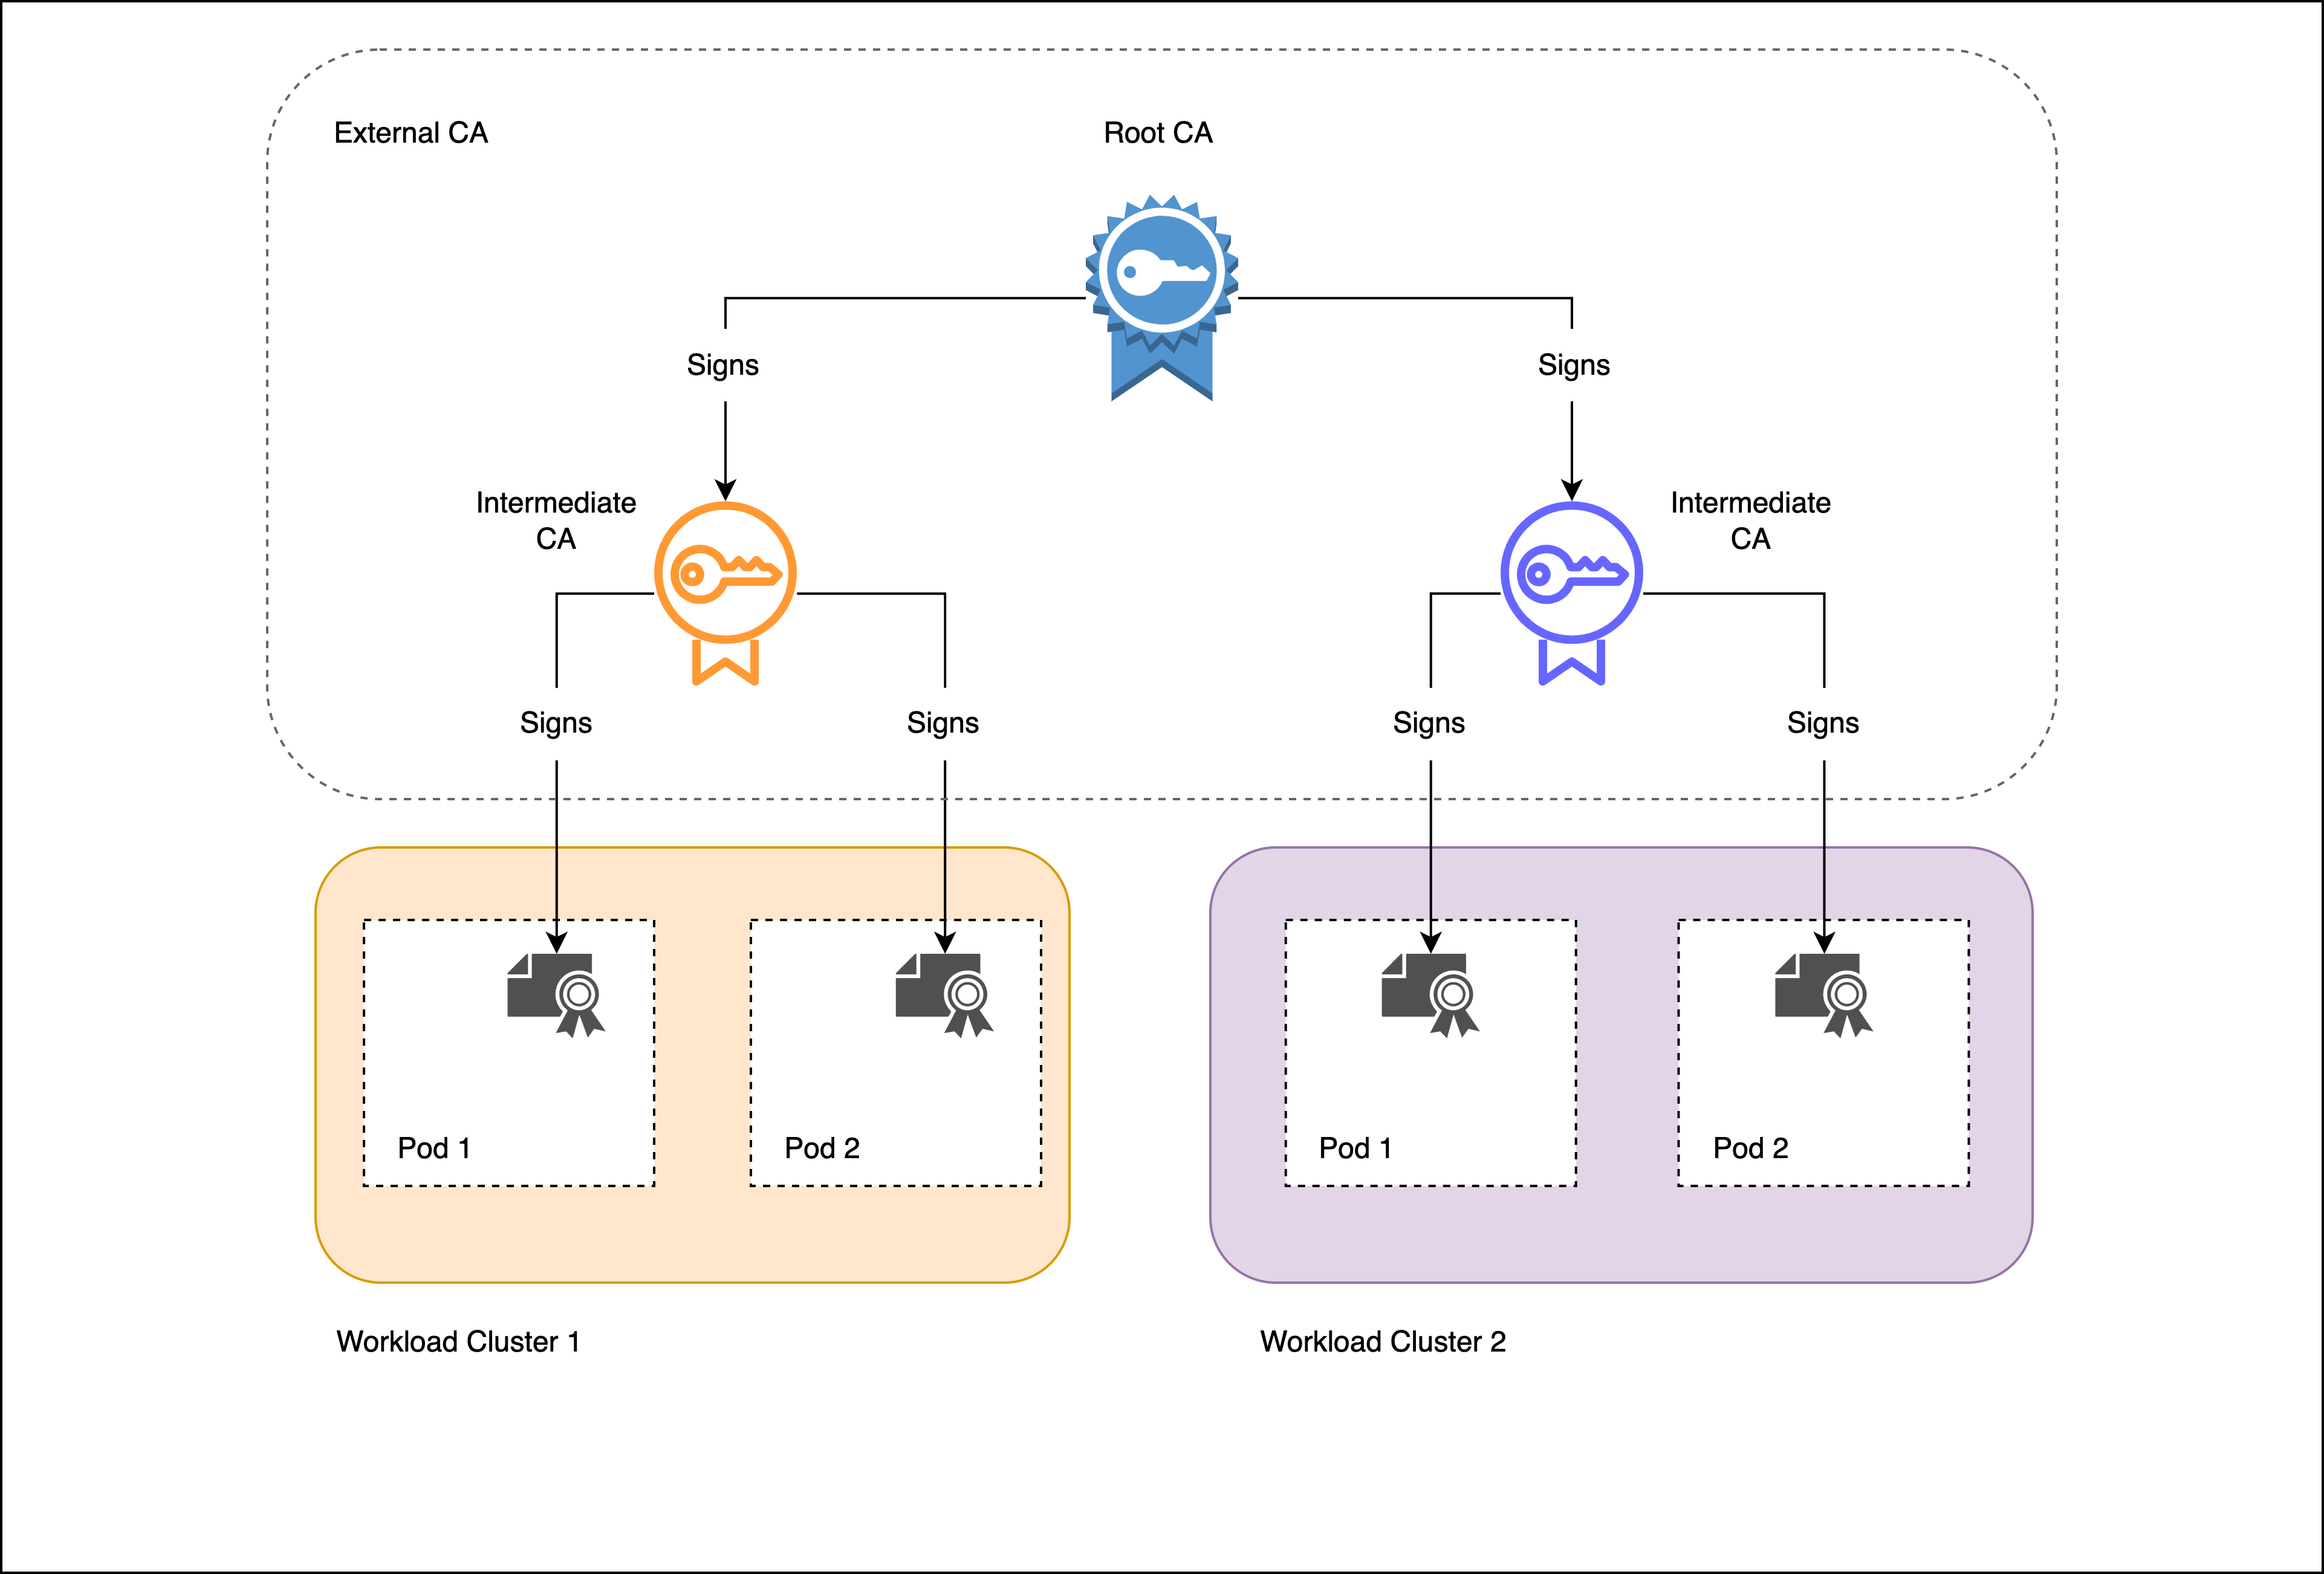 External CA
Root CA
Signs
Signs
Intermediate
CA
Intermediate
CA
Signs
Signs
Signs
Signs
Pod 1
Pod 2
Pod 1
Pod 2
Workload Cluster 1
Workload Cluster 2